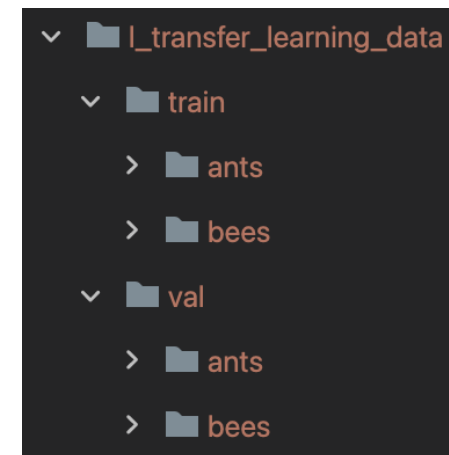 l_transfer_learning_data
train
ants
bees
val
ants
bees